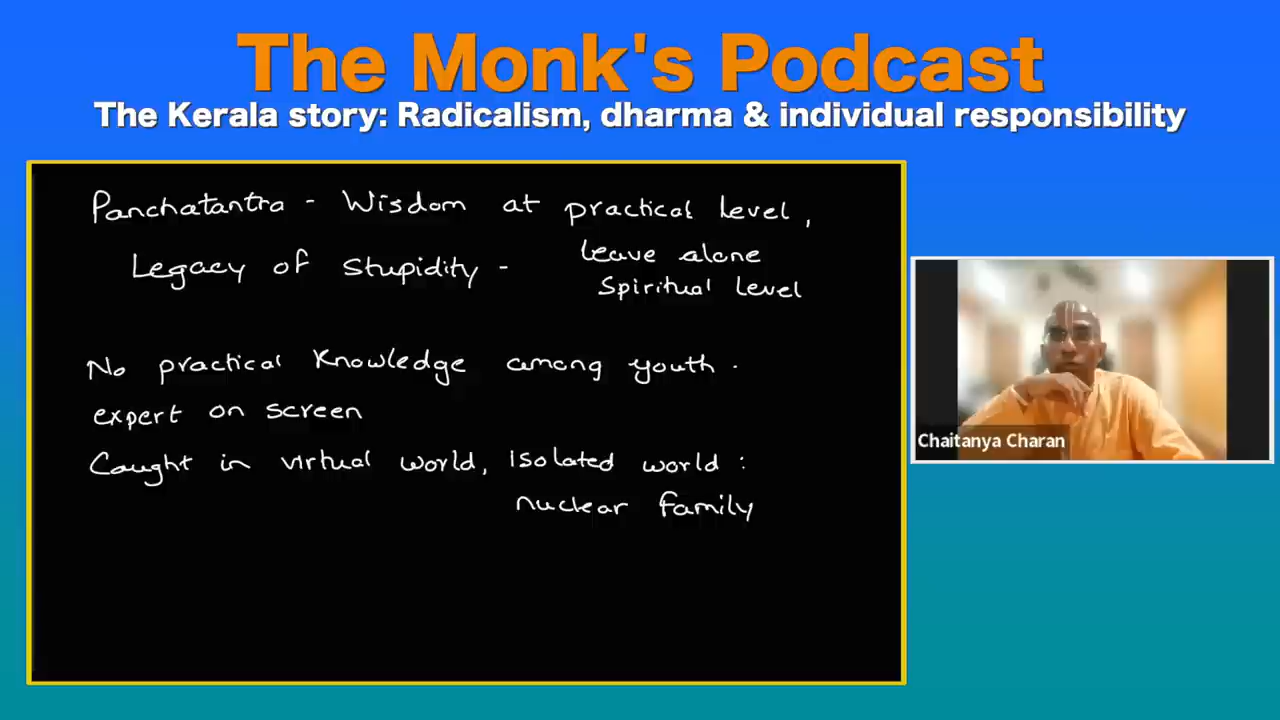 The Monk's Podcast
The Kerala story: Radicalism, dharma & individual responsibility
Panchatantra - Wisdom at practical level,
Legacy of stupidity - leave alone
spiritual level
No practical knowledge among youth.
expert on screen
Caught in virtual world, isolated world :
nuclear family
Chaitanya Charan